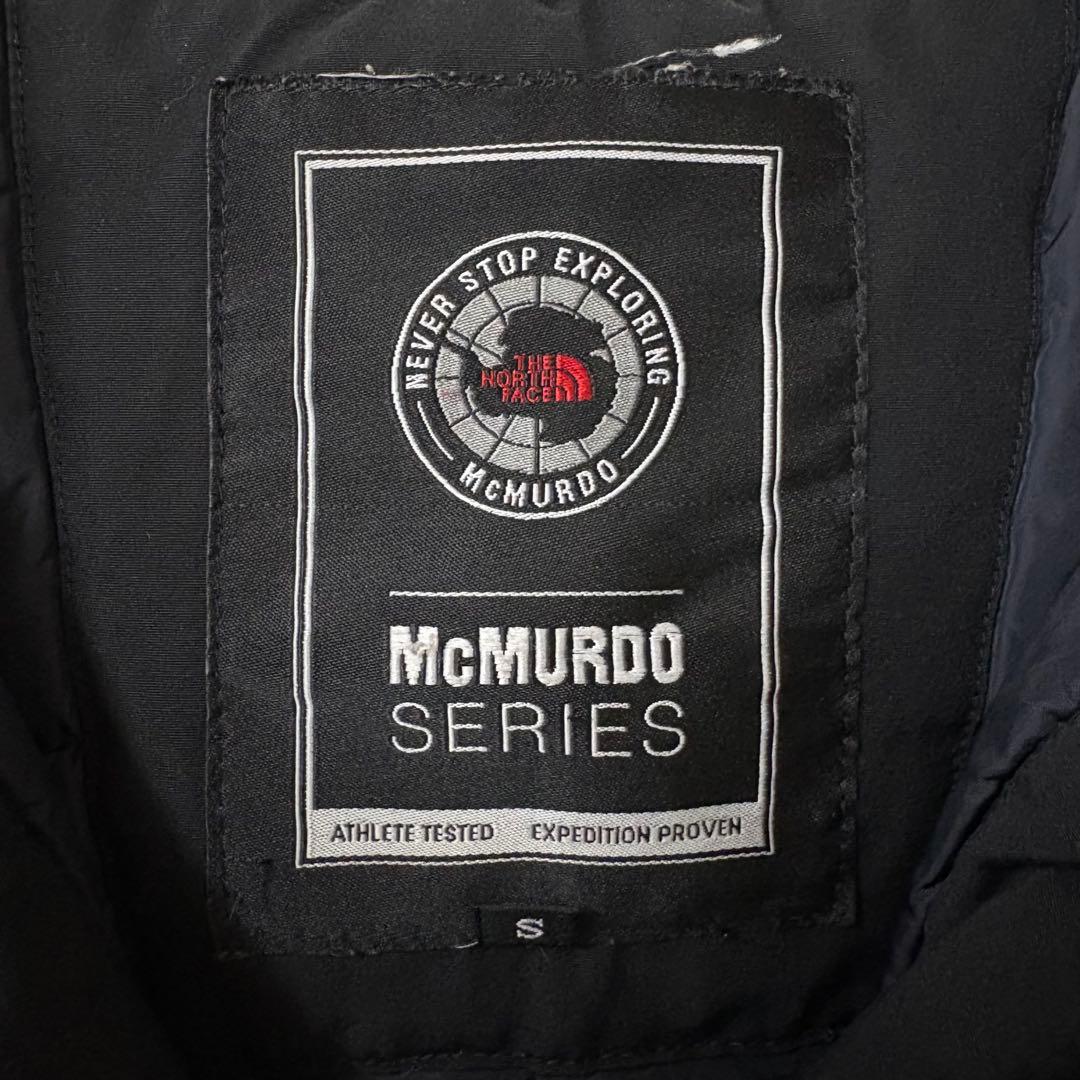 NEVER STOP EXPLORING
THE
NORTH
FACE
McMURDO
McMURDO
SERIES
ATHLETE TESTED EXPEDITION PROVEN
S